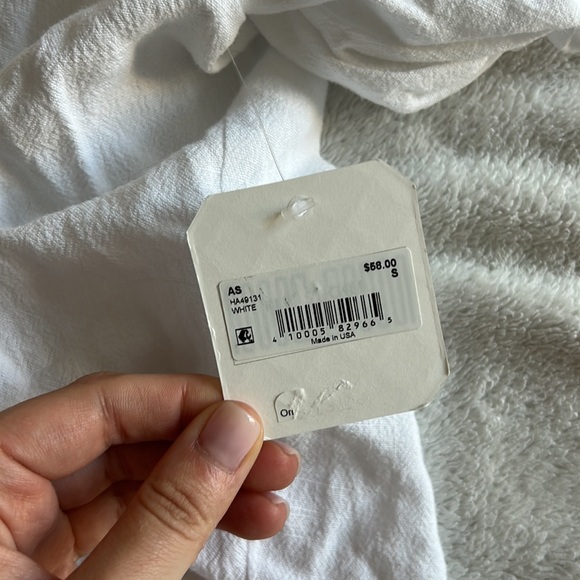 AS
$58.00
S
HA49131
WHITE
4 10005 82966 5
Made in USA
On